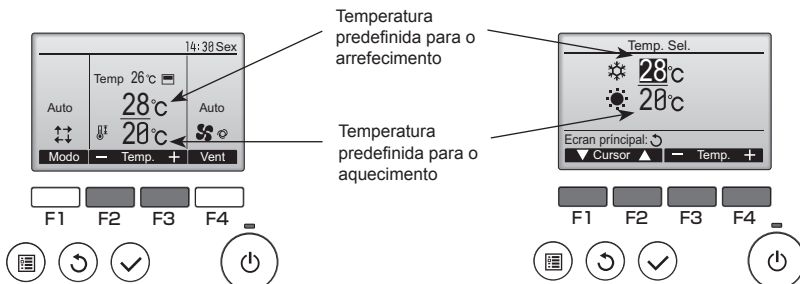 Temperatura
predefinida para o
arrefecimento
Temperatura
predefinida para o
aquecimento
14:30 Sex
Temp 26°C
28°C
Auto
Auto
20°C
Modo — Temp. + Vent
F1 F2 F3 F4
Temp. Sel.
28°C
20°C
Ecran principal:
Cursor — Temp. +
F1 F2 F3 F4